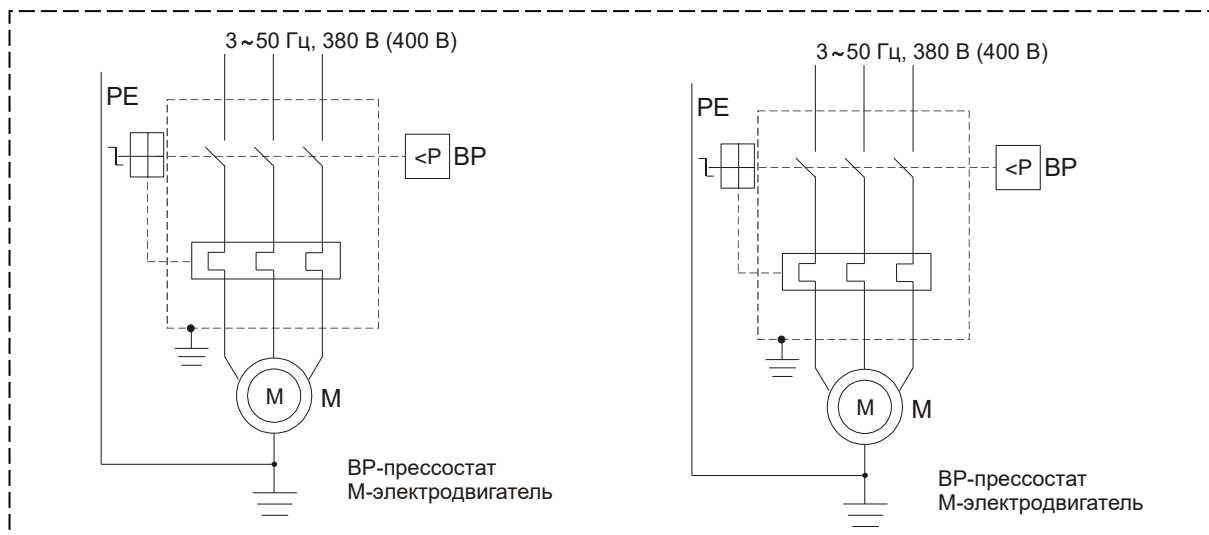 3~50 Гц, 380 В (400 В)
PE
<P BP
M M
BP-прессостат
М-электродвигатель
3~50 Гц, 380 В (400 В)
PE
<P BP
M M
BP-прессостат
М-электродвигатель